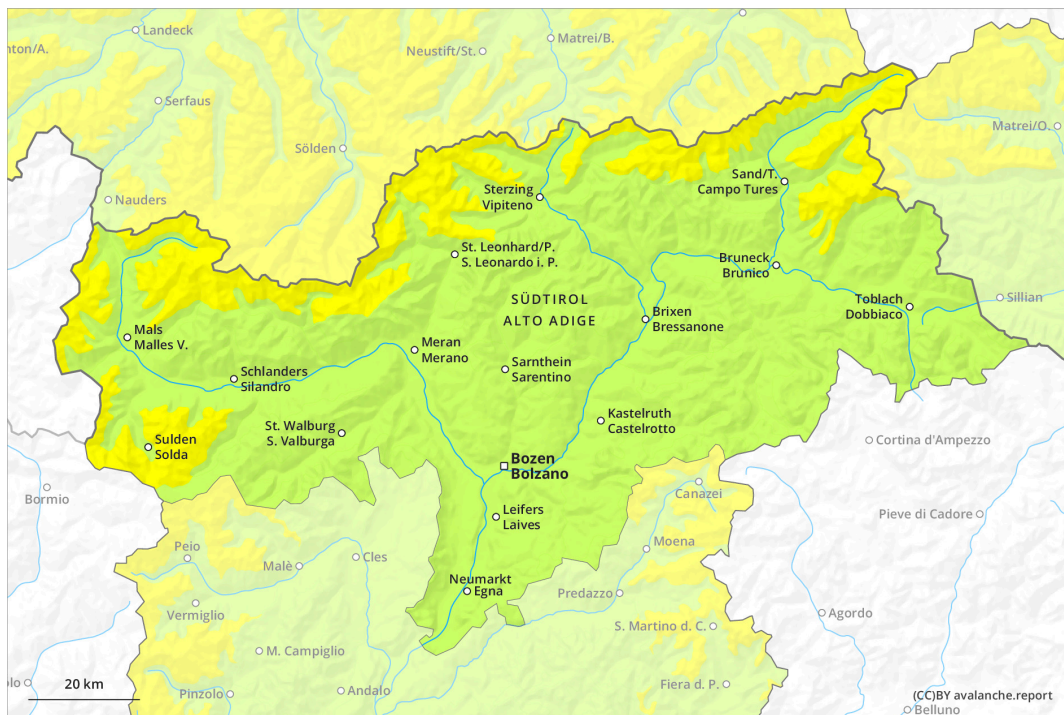 Landeck
nton/A.
Neustift/St.
Matrei/B.
Serfaus
Matrei/O.
Sölden
Sand/T.
Campo Tures
Sterzing
Vipiteno
Nauders
St. Leonhard/P.
S. Leonardo i. P.
Bruneck
Brunico
SÜDTIROL
ALTO ADIGE
Toblach
Dobbiaco
Sillian
Brixen
Bressanone
Mals
Malles V.
Meran
Merano
Sarnthein
Sarentino
Schlanders
Silandro
Kastelruth
Castelrotto
St. Walburg
S. Valburga
Sulden
Solda
Cortina d'Ampezzo
Bozen
Bolzano
Bormio
Canazei
Leifers
Laives
Pieve di Cadore
Peio
Cles
Moena
Malè
Neumarkt
Egna
Predazzo
Vermiglio
Agordo
S. Martino d. C.
M. Campiglio
20 km
olo
Pinzolo
Andalo
Fiera d. P.
(CC)BY avalanche.report
Belluno